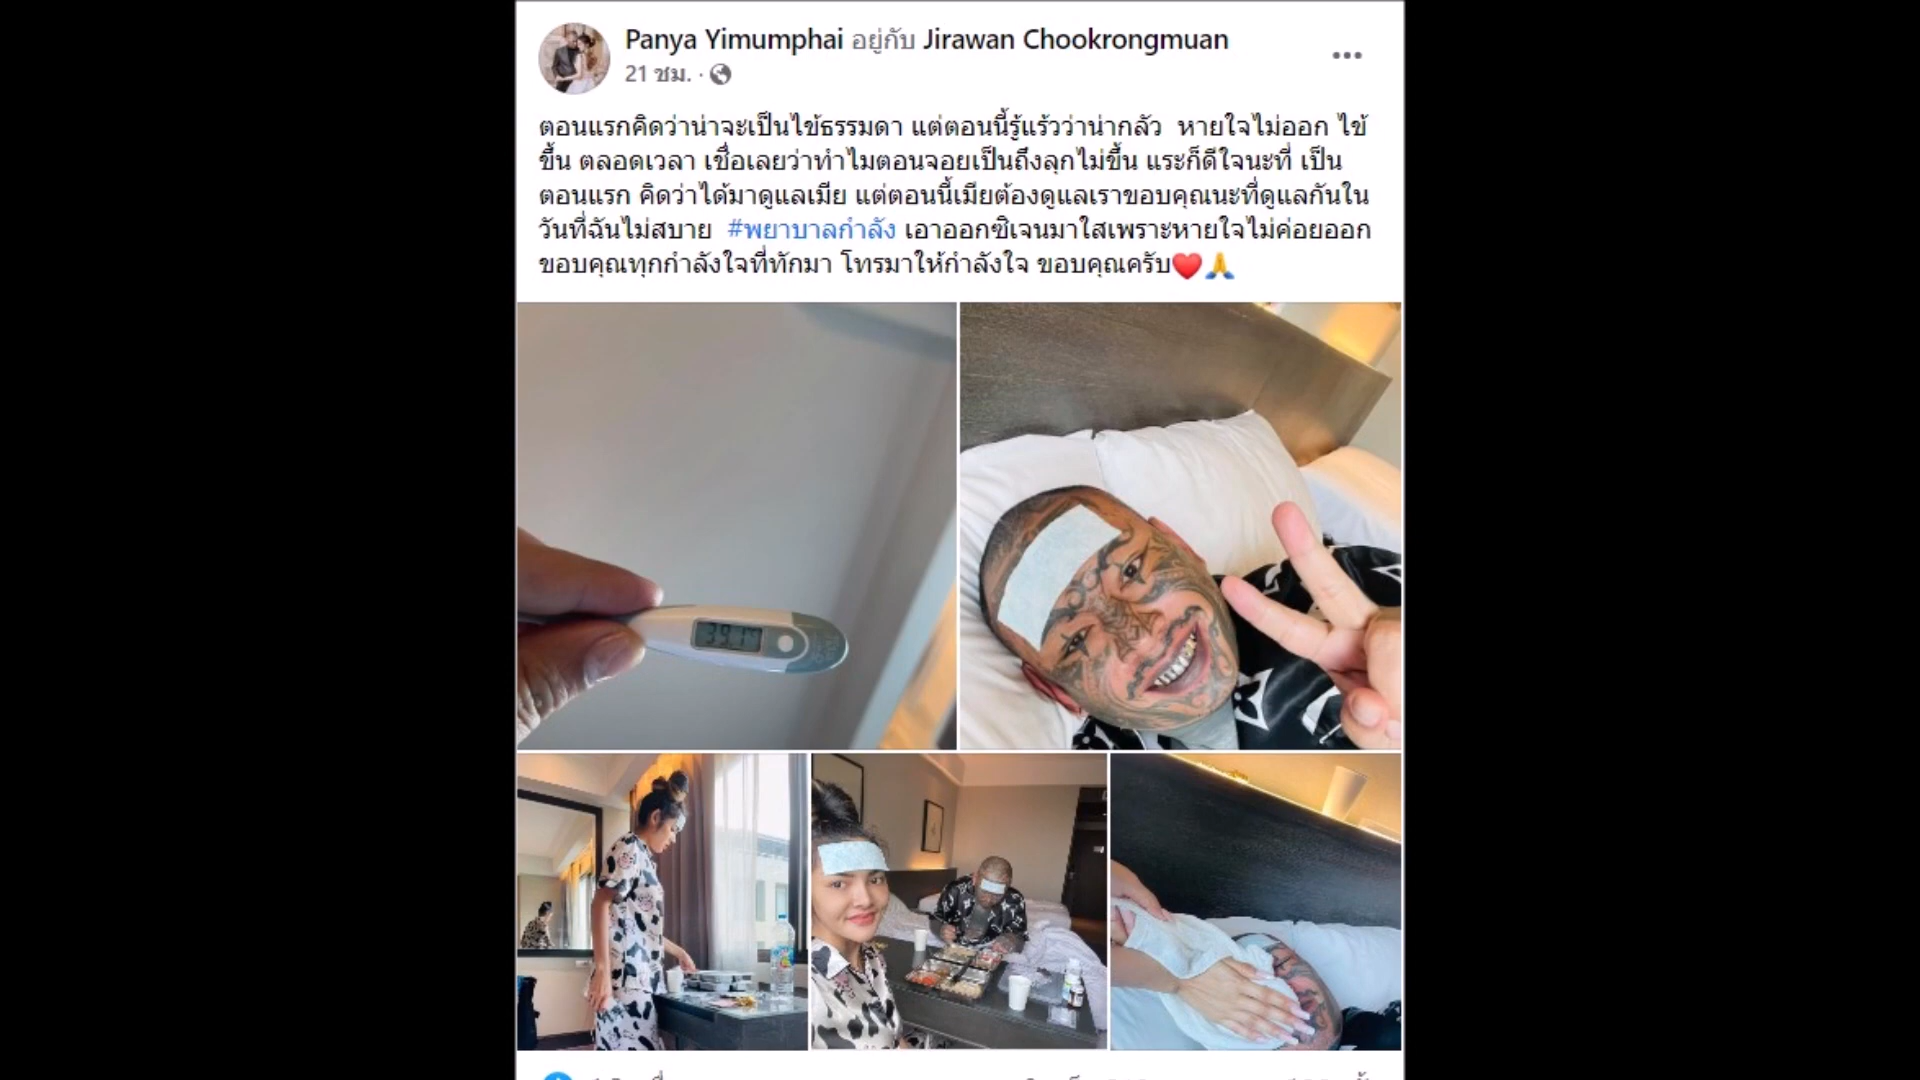 Panya Yimumphai อยู่กับ Jirawan Chookrongmuan
21 ชม. ·
ตอนแรกคิดว่าน่าจะเป็นไข้ธรรมดา แต่ตอนนี้รู้แร้วว่าน่ากลัว หายใจไม่ออก ไข้
ขึ้น ตลอดเวลา เชื่อเลยว่าทำไมตอนจอยเป็นถึงลุกไม่ขึ้น แระก็ดีใจนะที่ เป็น
ตอนแรก คิดว่าได้มาดูแลเมีย แต่ตอนนี้เมียต้องดูแลเราขอบคุณนะที่ดูแลกันใน
วันที่ฉันไม่สบาย #พยาบาลกำลัง เอาออกซิเจนมาใสเพราะหายใจไม่ค่อยออก
ขอบคุณทุกกำลังใจที่ทักมา โทรมาให้กำลังใจ ขอบคุณครับ❤️🙏
39.1